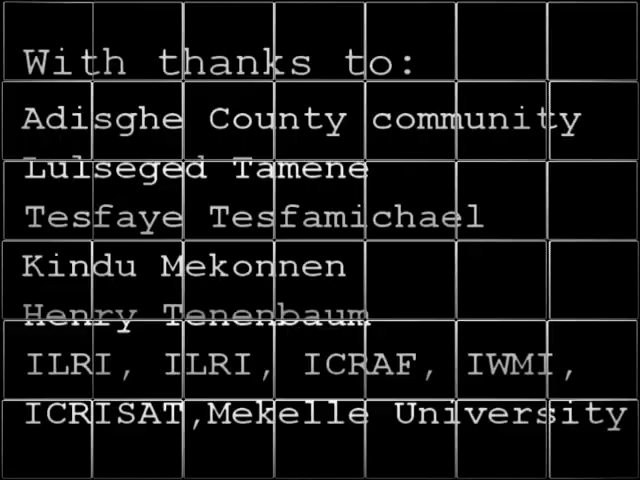 With thanks to:
Adisghe County community
Lulseged Tamene
Tesfaye Tesfamichael
Kindu Mekonnen
Henry Tenenbaum
ILRI, ILRI, ICRAF, IWMI,
ICRISAT,Mekelle University